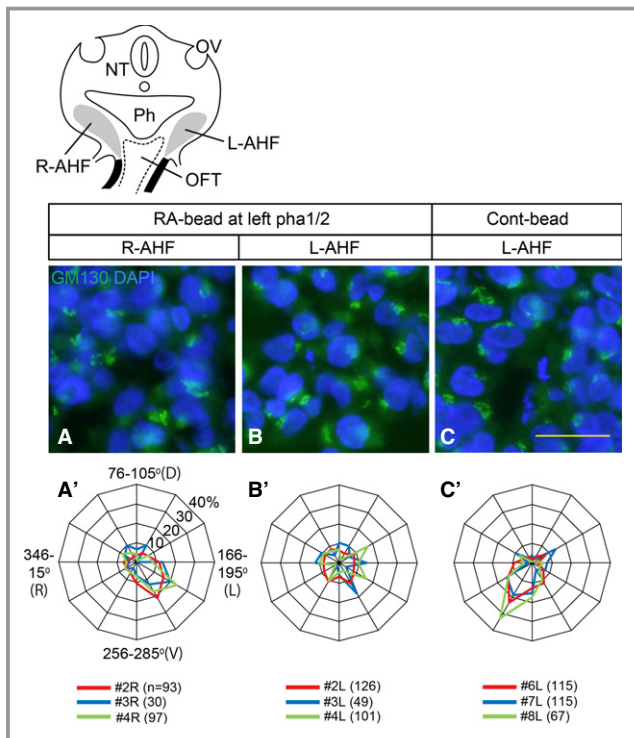 OV
NT
Ph
R-AHF
L-AHF
OFT
RA-bead at left pha1/2 Cont-bead
R-AHF L-AHF L-AHF
GM130 DAPI
A B C
A' B' C'
76-105º(D)
40%
30
20
10
346-
15º
(R)
166-
195º
(L)
256-285º(V)
#2R (n=93) #2L (126) #6L (115)
#3R (30) #3L (49) #7L (115)
#4R (97) #4L (101) #8L (67)